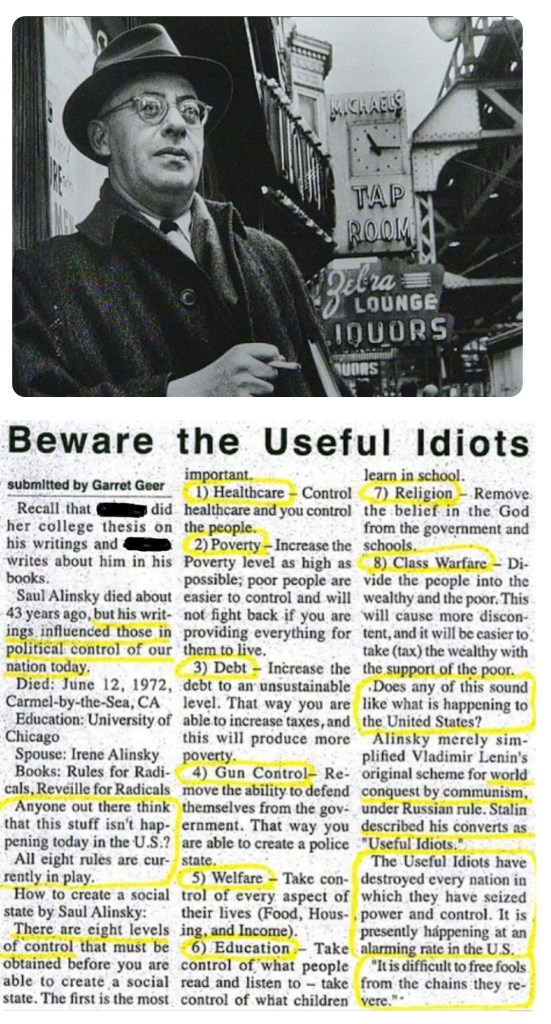 MICHAEL'S
TAP
ROOM
Zebra
LOUNGE
IQUORS
UORS
Beware the Useful Idiots
submitted by Garret Geer
Recall that did
her college thesis on
his writings and
writes about him in his
books.
Saul Alinsky died about
43 years ago, but his writ-
ings influenced those in
political control of our
nation today.
Died: June 12, 1972,
Carmel-by-the-Sea, CA
Education: University of
Chicago
Spouse: Irene Alinsky
Books: Rules for Radi-
cals, Reveille for Radicals
Anyone out there think
that this stuff isn't hap-
pening today in the U.S.?
All eight rules are cur-
rently in play.
How to create a social
state by Saul Alinsky:
There are eight levels
of control that must be
obtained before you are
able to create a social
state. The first is the most
important.
1) Healthcare – Control
healthcare and you control
the people.
2) Poverty – Increase the
Poverty level as high as
possible; poor people are
easier to control and will
not fight back if you are
providing everything for
them to live.
3) Debt – Increase the
debt to an unsustainable
level. That way you are
able to increase taxes, and
this will produce more
poverty.
4) Gun Control– Re-
move the ability to defend
themselves from the gov-
ernment. That way you
are able to create a police
state.
5) Welfare – Take con-
trol of every aspect of
their lives (Food, Hous-
ing, and Income).
6) Education – Take
control of what people
read and listen to – take
control of what children
learn in school.
7) Religion – Remove
the belief in the God
from the government and
schools.
8) Class Warfare – Di-
vide the people into the
wealthy and the poor. This
will cause more discon-
tent, and it will be easier to
take (tax) the wealthy with
the support of the poor.
Does any of this sound
like what is happening to
the United States?
Alinsky merely sim-
plified Vladimir Lenin's
original scheme for world
conquest by communism,
under Russian rule. Stalin
described his converts as
"Useful Idiots."
The Useful Idiots have
destroyed every nation in
which they have seized
power and control. It is
presently happening at an
alarming rate in the U.S.
"It is difficult to free fools
from the chains they re-
vere."